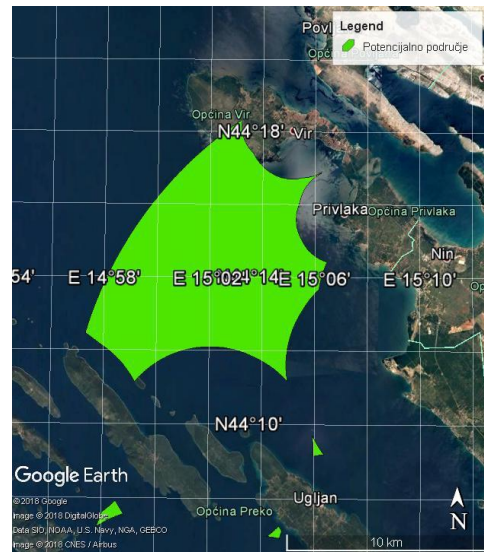 Legend
Potencijalno područje
Povl
Općina Vir
N44°18'
Vir
Privlaka
Općina Privlaka
Nin
54'
E 14°58'
E 15°02'
E 15°06'
E 15°10'
N44°10'
Google Earth
Ugljan
Općina Preko
N
©2018 Google
Image © 2018 DigitalGlobe
Data SIO, NOAA, U.S. Navy, NGA, GEBCO
Image © 2018 CNES / Airbus
10 km